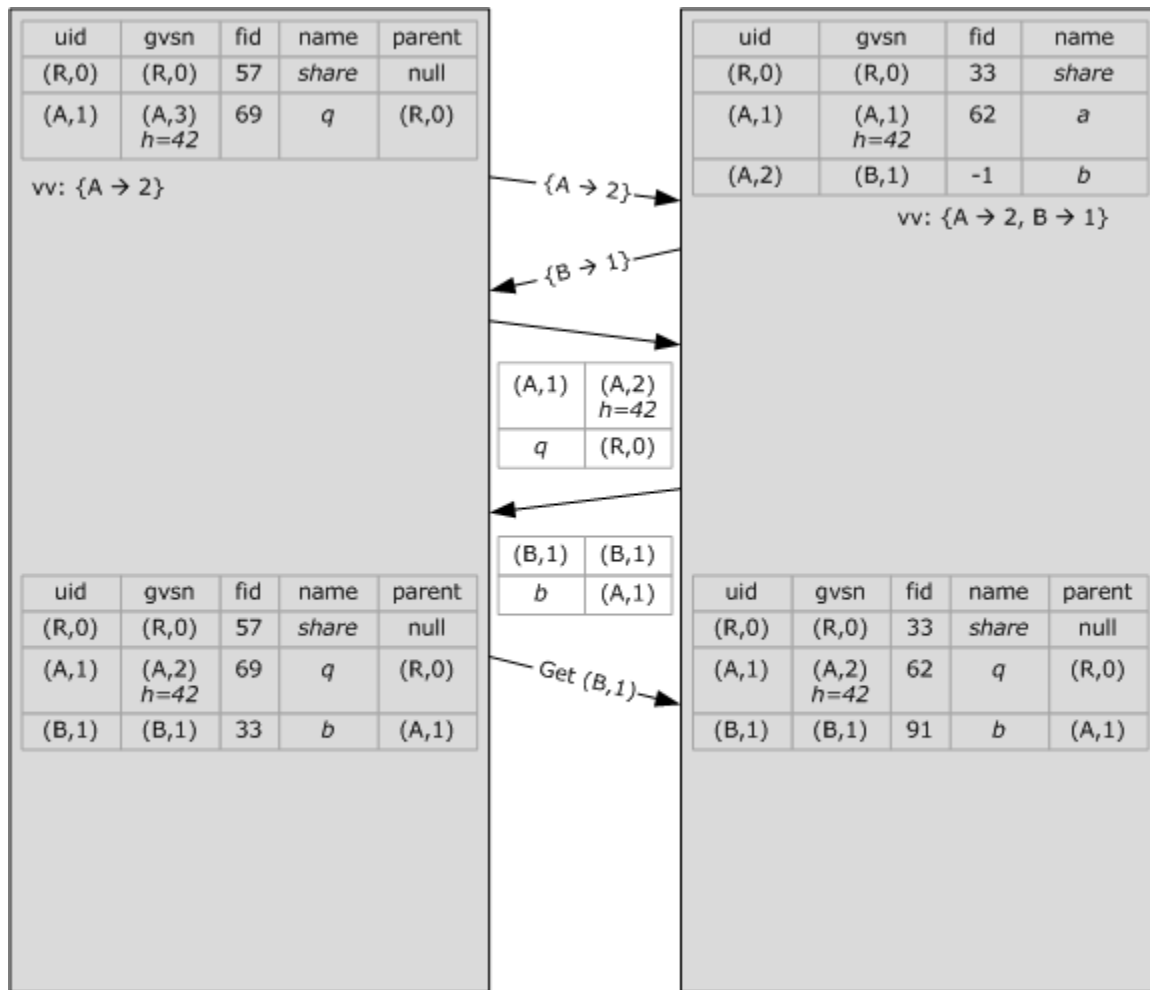 uid gvsn fid name parent
(R,0) (R,0) 57 share null
(A,1) (A,3) 69 q (R,0)
h=42
vv: {A → 2}
uid gvsn fid name
(R,0) (R,0) 33 share
(A,1) (A,1) 62 a
h=42
(A,2) (B,1) -1 b
vv: {A → 2, B → 1}
{A → 2}
{B → 1}
(A,1) (A,2)
h=42
q (R,0)
(B,1) (B,1)
b (A,1)
Get (B,1)
uid gvsn fid name parent
(R,0) (R,0) 57 share null
(A,1) (A,2) 69 q (R,0)
h=42
(B,1) (B,1) 33 b (A,1)
uid gvsn fid name parent
(R,0) (R,0) 33 share null
(A,1) (A,2) 62 q (R,0)
h=42
(B,1) (B,1) 91 b (A,1)